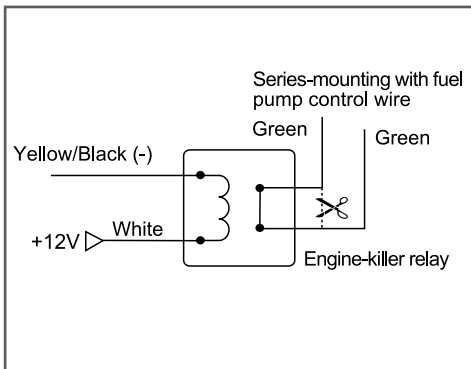 Series-mounting with fuel
pump control wire
Green
Green
Yellow/Black (-)
White
+12V
Engine-killer relay